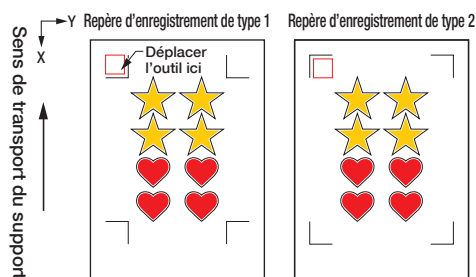 Y
X
Repère d'enregistrement de type 1
Repère d'enregistrement de type 2
Déplacer
l'outil ici
Sens de transport du support